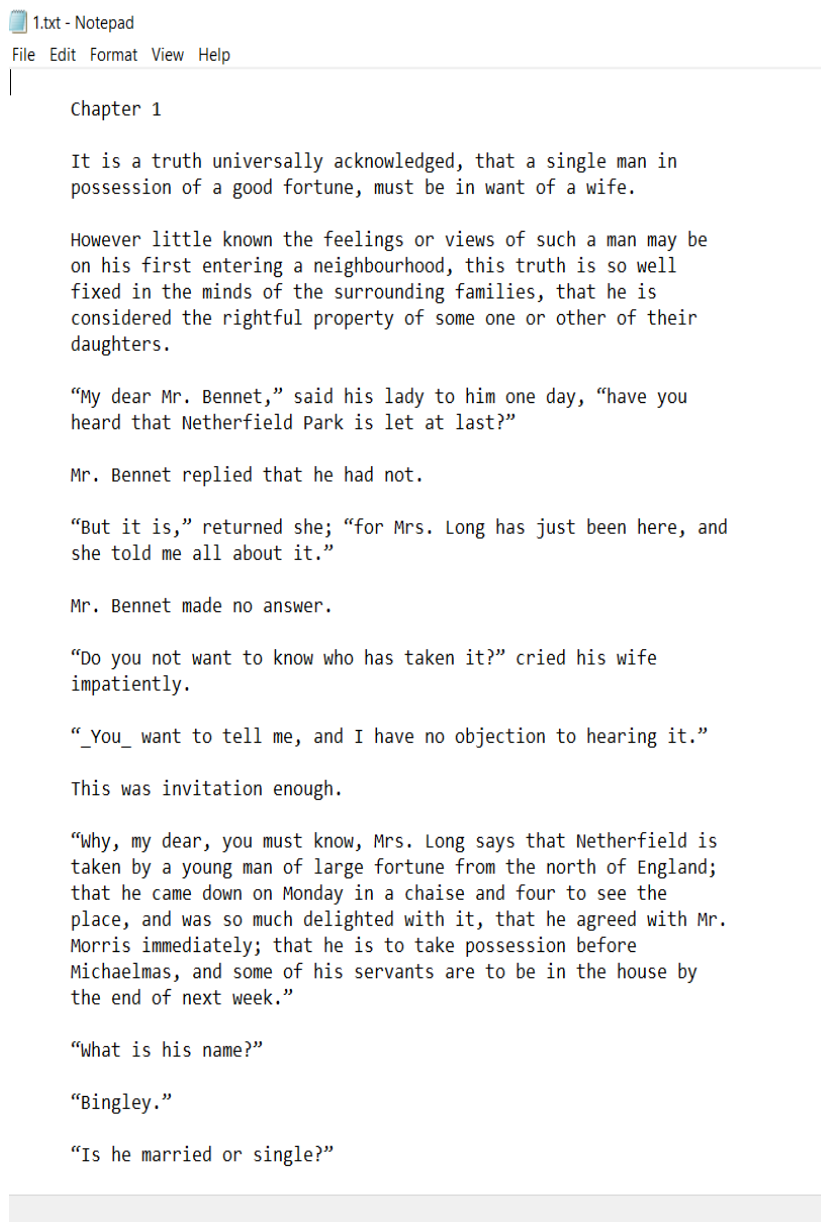 1.txt - Notepad
File Edit Format View Help
Chapter 1
It is a truth universally acknowledged, that a single man in
possession of a good fortune, must be in want of a wife.
However little known the feelings or views of such a man may be
on his first entering a neighbourhood, this truth is so well
fixed in the minds of the surrounding families, that he is
considered the rightful property of some one or other of their
daughters.
“My dear Mr. Bennet,” said his lady to him one day, “have you
heard that Netherfield Park is let at last?”
Mr. Bennet replied that he had not.
“But it is,” returned she; “for Mrs. Long has just been here, and
she told me all about it.”
Mr. Bennet made no answer.
“Do you not want to know who has taken it?” cried his wife
impatiently.
“_You_ want to tell me, and I have no objection to hearing it.”
This was invitation enough.
“Why, my dear, you must know, Mrs. Long says that Netherfield is
taken by a young man of large fortune from the north of England;
that he came down on Monday in a chaise and four to see the
place, and was so much delighted with it, that he agreed with Mr.
Morris immediately; that he is to take possession before
Michaelmas, and some of his servants are to be in the house by
the end of next week.”
“What is his name?”
“Bingley.”
“Is he married or single?”